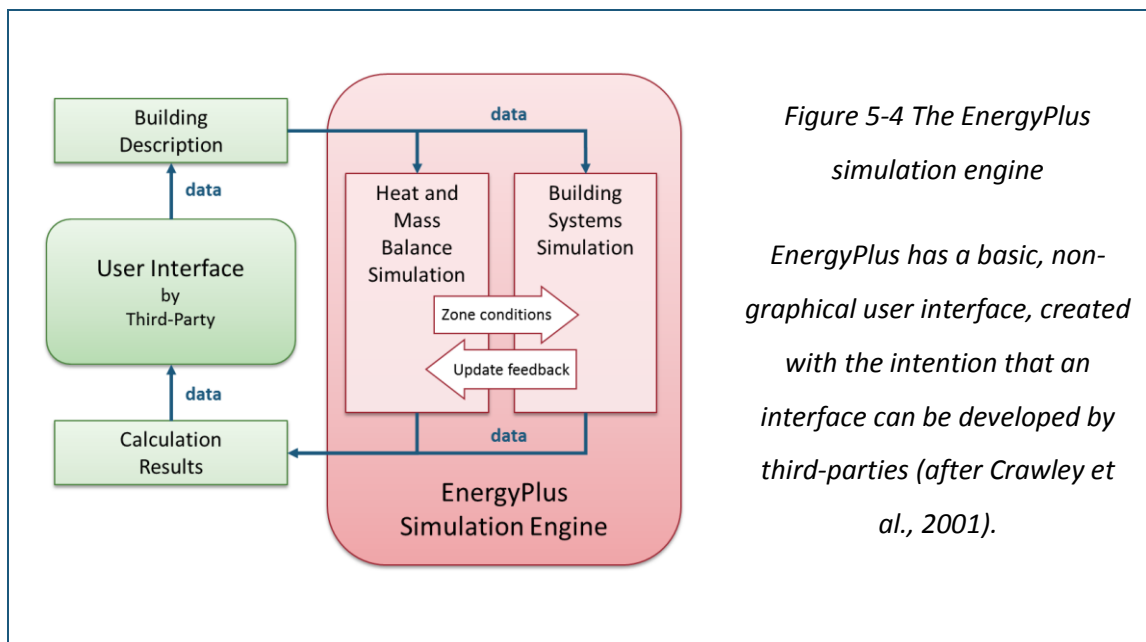 Building
Description
data
data
User Interface
by
Third-Party
data
Calculation
Results
Heat and
Mass
Balance
Simulation
Building
Systems
Simulation
Zone conditions
Update feedback
data
EnergyPlus
Simulation Engine
Figure 5-4 The EnergyPlus
simulation engine
EnergyPlus has a basic, non-
graphical user interface, created
with the intention that an
interface can be developed by
third-parties (after Crawley et
al., 2001).